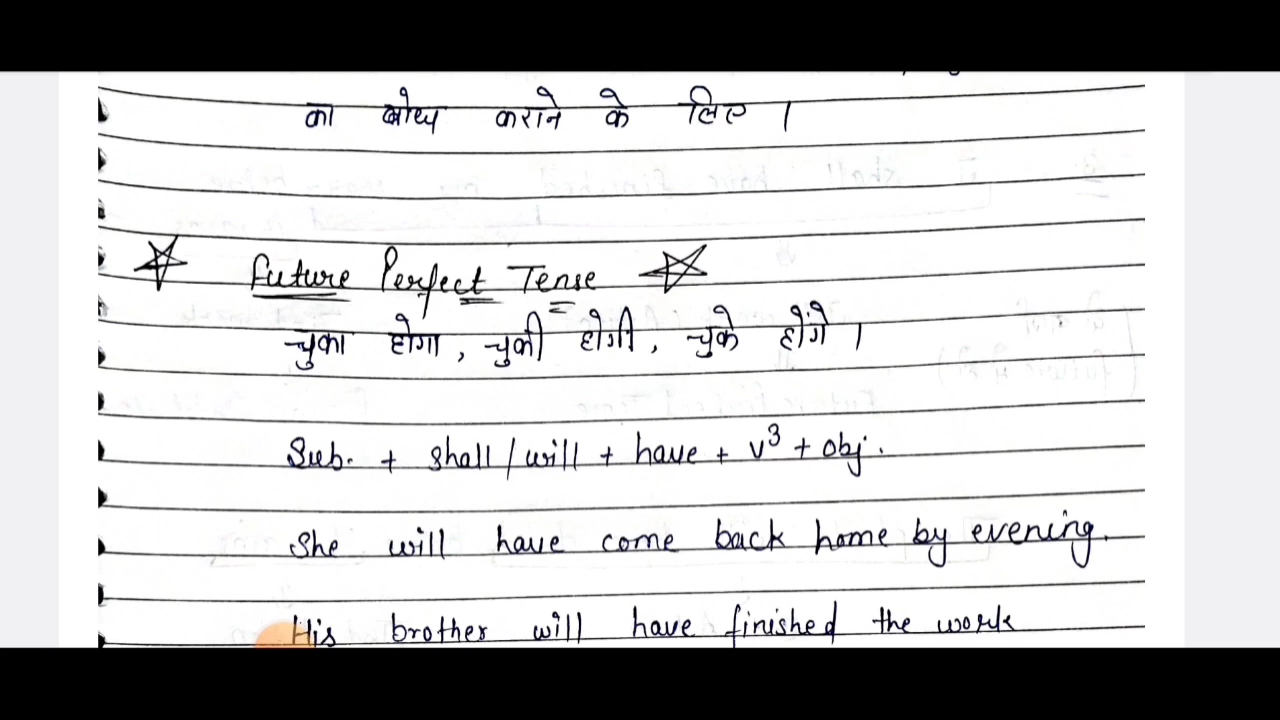 का बोध कराने के लिए ।
Future Perfect Tense
चुका होगा, चुकी होगी, चुके होंगे ।
Sub. + shall/will + have + v³ + obj.
She will have come back home by evening.
His brother will have finished the work